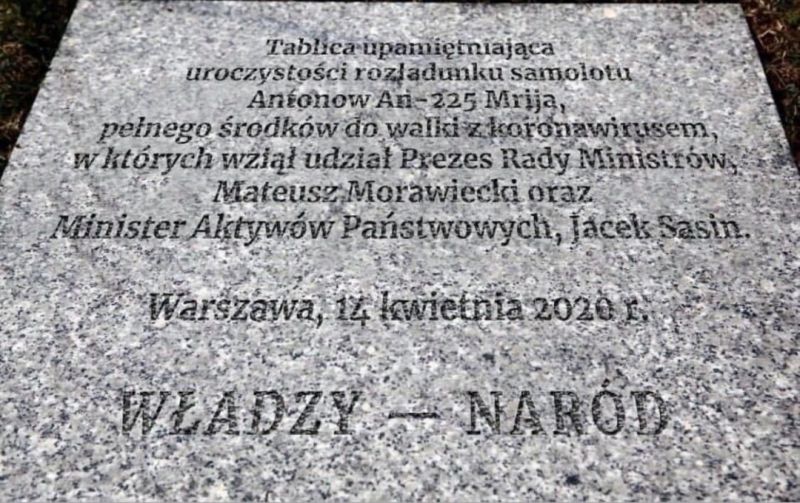 Tablica upamiętniająca
uroczystości rozładunku samolotu
Antonow An-225 Mrija,
pełnego środków do walki z koronawirusem,
w których wziął udział Prezes Rady Ministrów,
Mateusz Morawiecki oraz
Minister Aktywów Państwowych, Jacek Sasin.
Warszawa, 14 kwietnia 2020 r.
WŁADZY — NARÓD